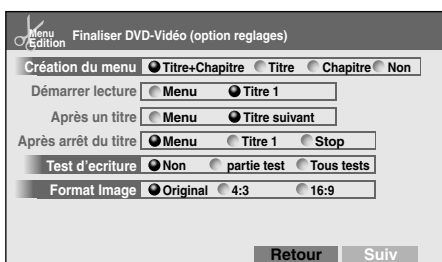 Menu
Edition
Finaliser DVD-Vidéo (option reglages)
Création du menu Titre+Chapitre Titre Chapitre Non
Démarrer lecture Menu Titre 1
Après un titre Menu Titre suivant
Après arrêt du titre Menu Titre 1 Stop
Test d'ecriture Non partie test Tous tests
Format Image Original 4:3 16:9
Retour Suiv